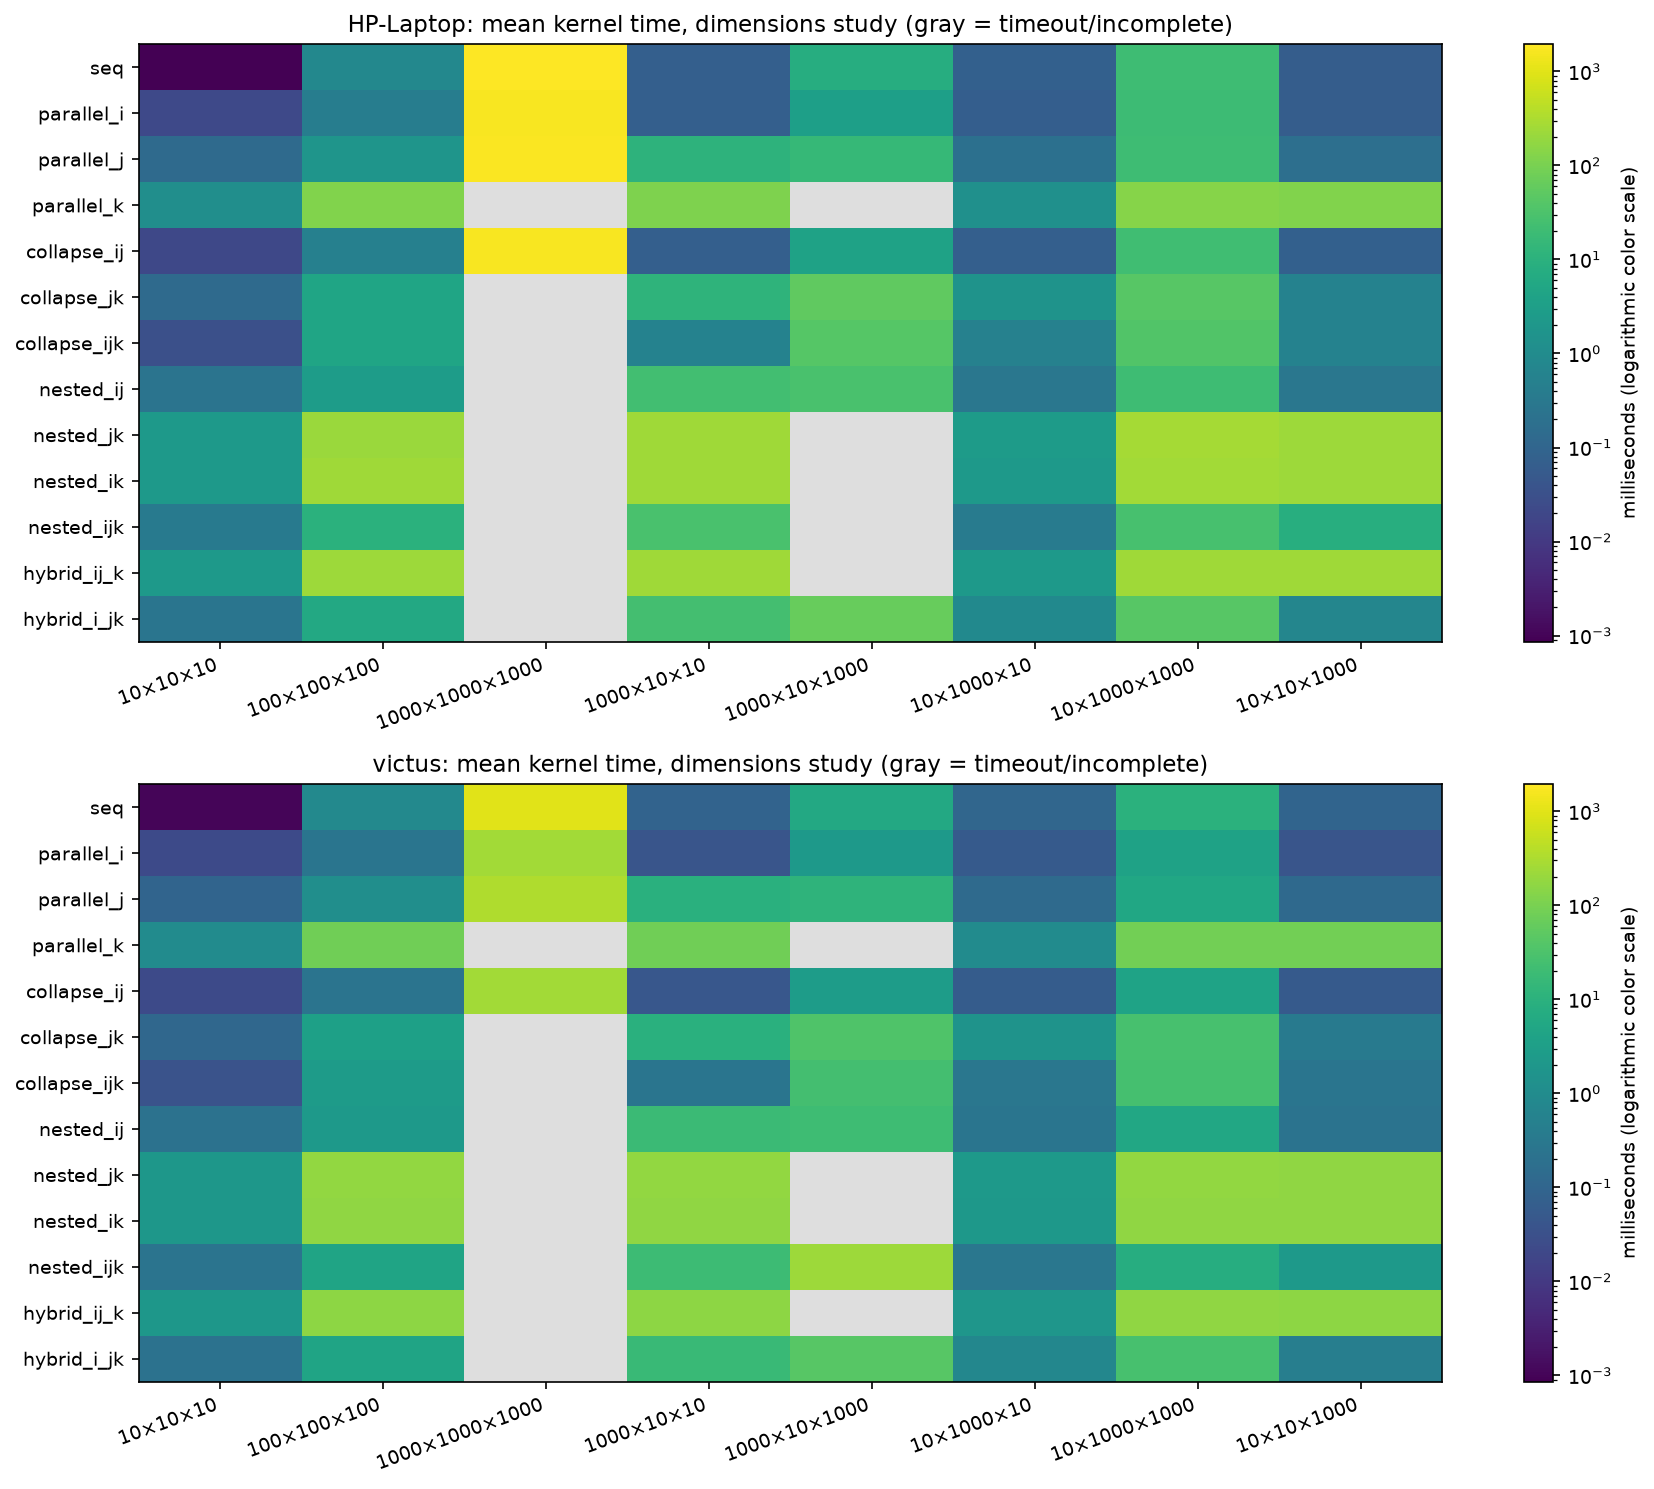 HP-Laptop: mean kernel time, dimensions study (gray = timeout/incomplete)
seq
parallel_i
parallel_j
parallel_k
collapse_ij
collapse_jk
collapse_ijk
nested_ij
nested_jk
nested_ik
nested_ijk
hybrid_ij_k
hybrid_i_jk
10×10×10
100×100×100
1000×1000×1000
1000×10×10
1000×10×1000
10×1000×10
10×1000×1000
10×10×1000
10³
10²
10¹
10⁰
10⁻¹
10⁻²
10⁻³
milliseconds (logarithmic color scale)
victus: mean kernel time, dimensions study (gray = timeout/incomplete)
seq
parallel_i
parallel_j
parallel_k
collapse_ij
collapse_jk
collapse_ijk
nested_ij
nested_jk
nested_ik
nested_ijk
hybrid_ij_k
hybrid_i_jk
10×10×10
100×100×100
1000×1000×1000
1000×10×10
1000×10×1000
10×1000×10
10×1000×1000
10×10×1000
10³
10²
10¹
10⁰
10⁻¹
10⁻²
10⁻³
milliseconds (logarithmic color scale)